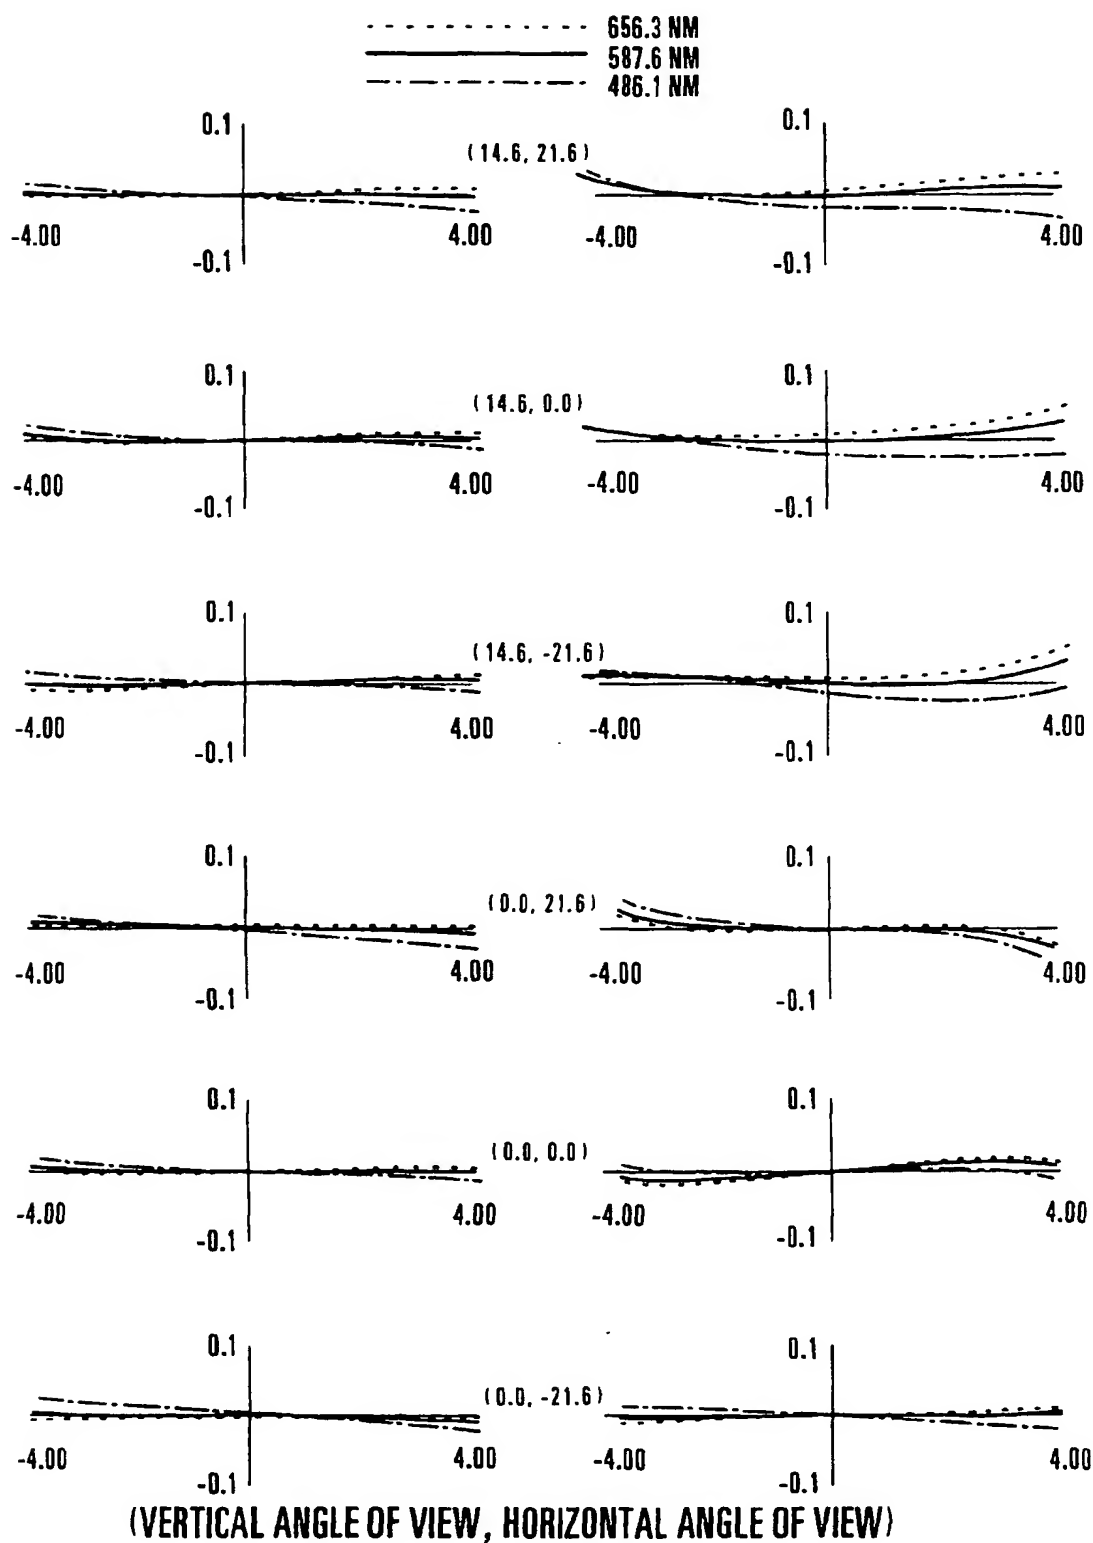 656.3 NM
587.6 NM
486.1 NM
0.1 0.1
(14.6, 21.6)
-4.00 4.00 -4.00 4.00
-0.1 -0.1
0.1 0.1
(14.6, 0.0)
-4.00 4.00 -4.00 4.00
-0.1 -0.1
0.1 0.1
(14.6, -21.6)
-4.00 4.00 -4.00 4.00
-0.1 -0.1
0.1 0.1
(0.0, 21.6)
-4.00 4.00 -4.00 4.00
-0.1 -0.1
0.1 0.1
(0.0, 0.0)
-4.00 4.00 -4.00 4.00
-0.1 -0.1
0.1 0.1
(0.0, -21.6)
-4.00 4.00 -4.00 4.00
-0.1 -0.1
(VERTICAL ANGLE OF VIEW, HORIZONTAL ANGLE OF VIEW)